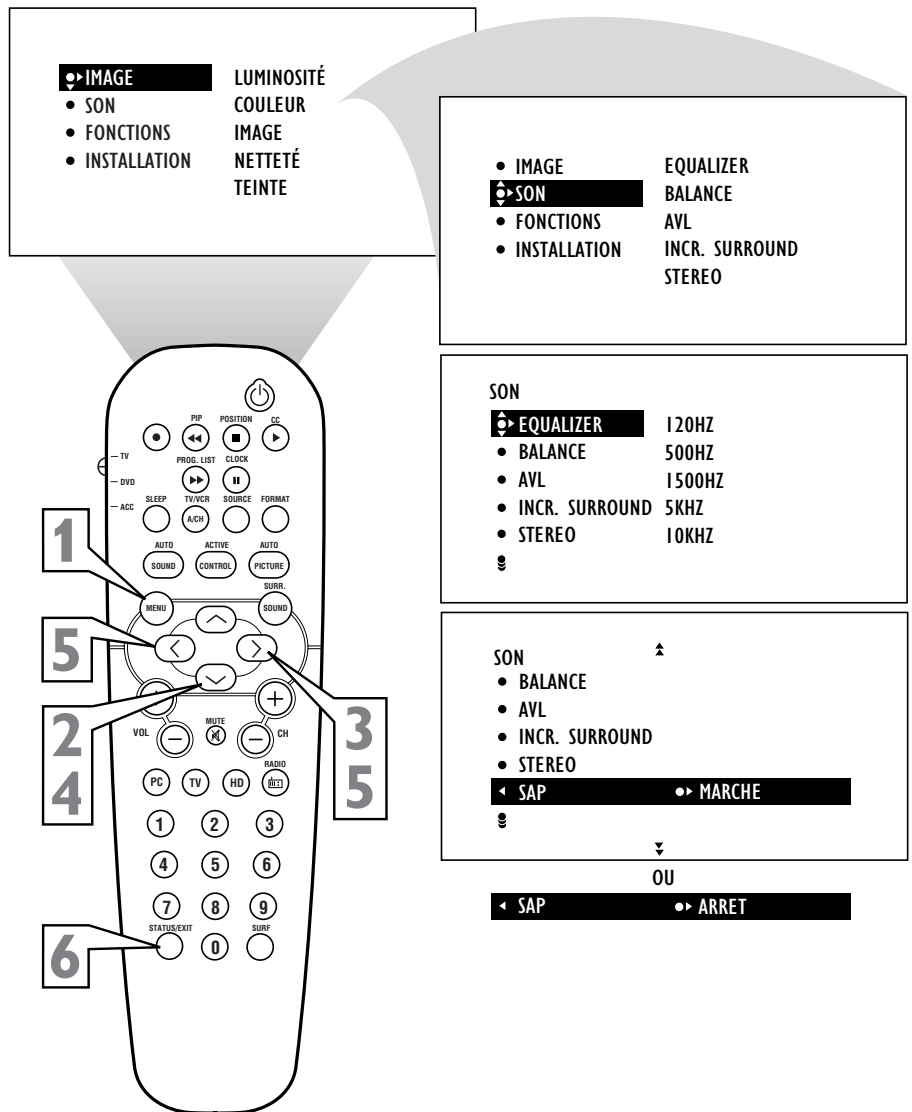 IMAGE LUMINOSITÉ
SON COULEUR
FONCTIONS IMAGE
INSTALLATION NETTETÉ
TEINTE
IMAGE EQUALIZER
SON BALANCE
FONCTIONS AVL
INSTALLATION INCR. SURROUND
STEREO
SON
EQUALIZER 120HZ
BALANCE 500HZ
AVL 1500HZ
INCR. SURROUND 5KHZ
STEREO 10KHZ
SON
BALANCE
AVL
INCR. SURROUND
STEREO
SAP MARCHE
OU
SAP ARRET
PIP POSITION CC
TV
PROG. LIST CLOCK
DVD
ACC
SLEEP TV/VCR SOURCE FORMAT
A/CH
AUTO ACTIVE AUTO
SOUND CONTROL PICTURE
SURR.
MENU SOUND
MUTE
VOL CH
RADIO
PC TV HD
1 2 3
4 5 6
7 8 9
STATUS/EXIT SURF
0
1
5
2
4
3
5
6